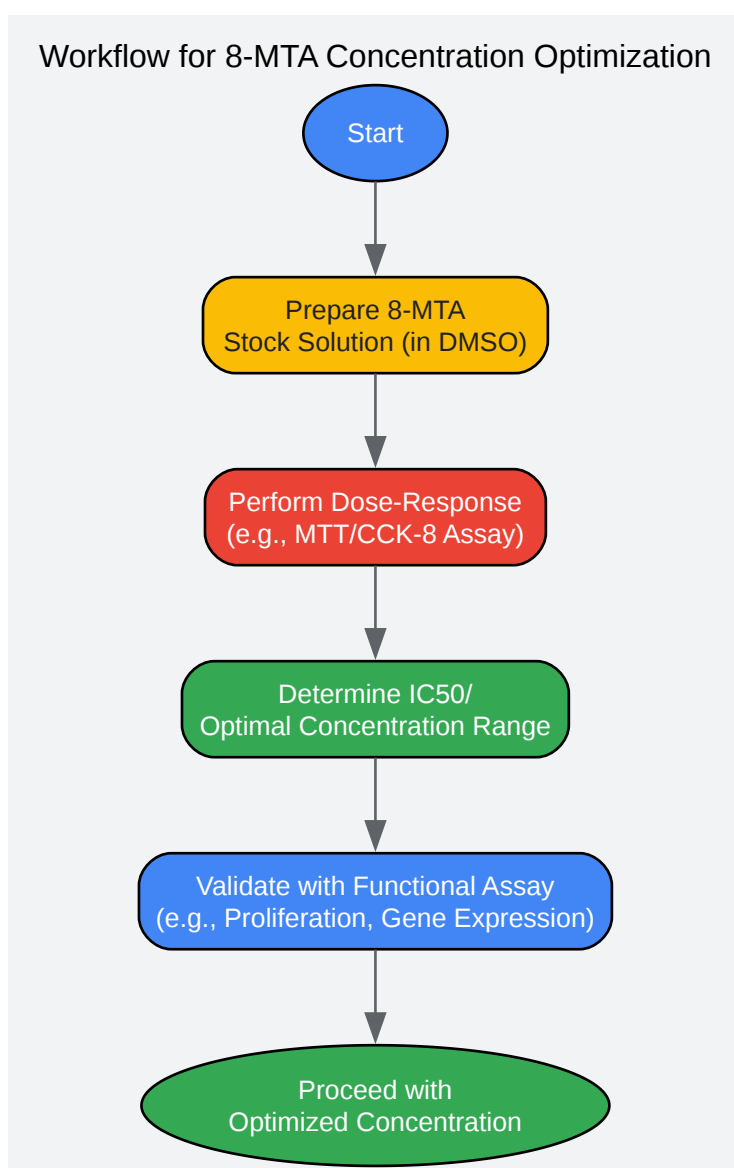 Workflow for 8-MTA Concentration Optimization
Start
Prepare 8-MTA
Stock Solution (in DMSO)
Perform Dose-Response
(e.g., MTT/CCK-8 Assay)
Determine IC50/
Optimal Concentration Range
Validate with Functional Assay
(e.g., Proliferation, Gene Expression)
Proceed with
Optimized Concentration